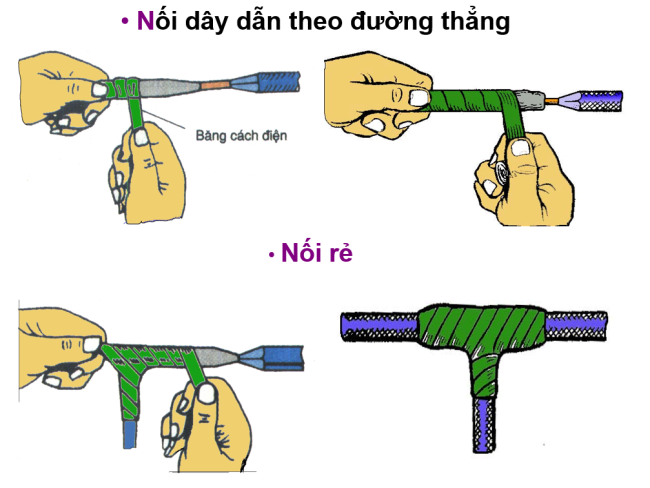 • Nối dây dẫn theo đường thẳng
Băng cách điện
• Nối rẻ